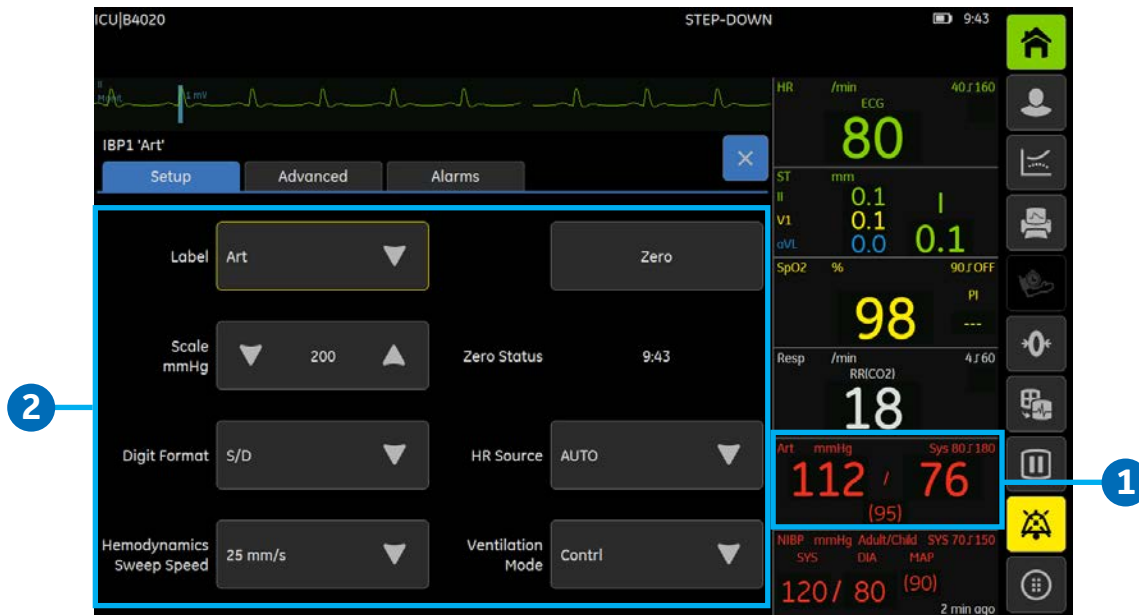 ICU|B4020 STEP-DOWN 9:43
II 1 mV
IBP1 'Art'
Setup Advanced Alarms
Label Art Zero
Scale mmHg 200 Zero Status 9:43
Digit Format S/D HR Source AUTO
Hemodynamics Sweep Speed 25 mm/s Ventilation Mode Contrl
HR /min 40 160
ECG
80
ST mm
II 0.1 I
V1 0.1 0.1
aVL 0.0
SpO2 % 90 OFF
98 PI
---
Resp /min 4 60
RR(CO2)
18
Art mmHg Sys 80 180
112 / 76
(95)
NIBP mmHg Adult/Child SYS 70 150
SYS DIA MAP
120 / 80 (90)
2 min ago
0
1
2